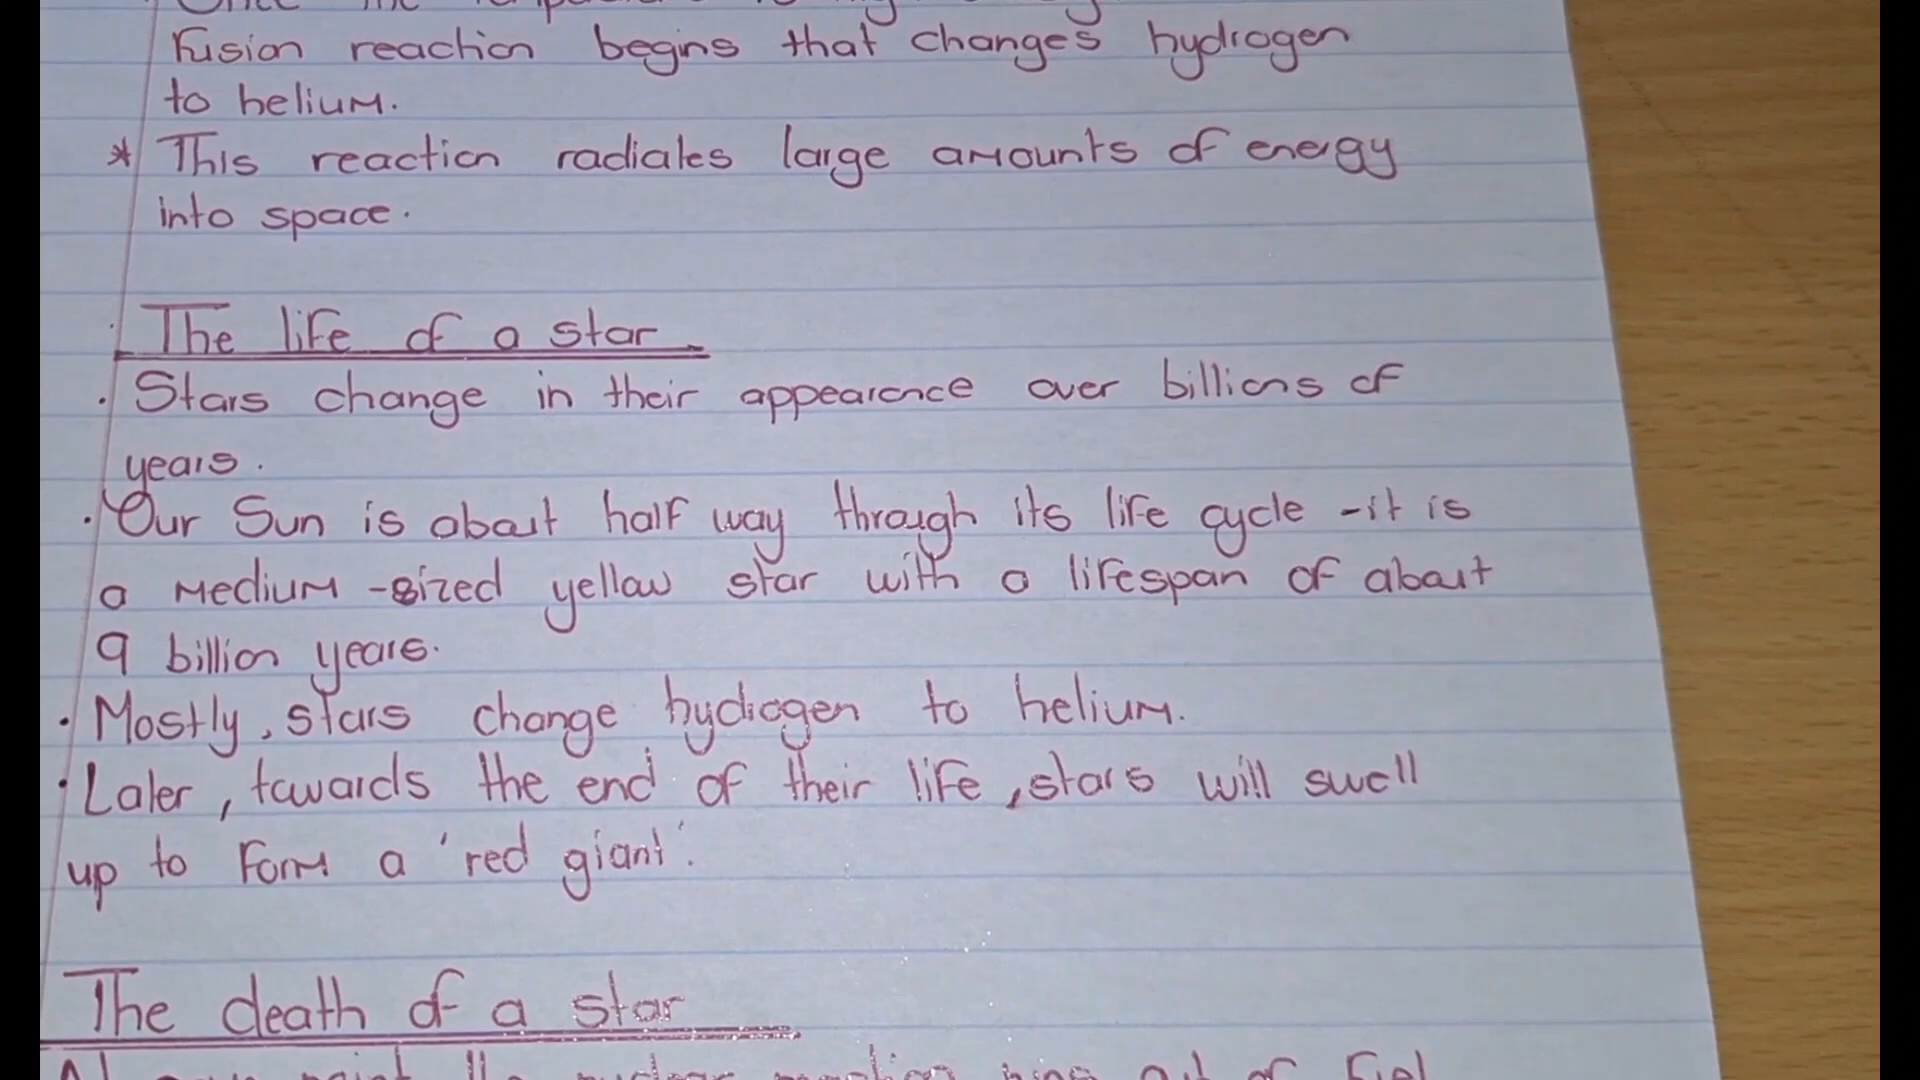 Fusion reaction begins that changes hydrogen
to helium.
* This reaction radiates large amounts of energy
into space.
The life of a star
· Stars change in their appearence over billions of
years.
· Our Sun is about half way through its life cycle - it is
a medium-sized yellow star with a lifespan of about
9 billion years.
· Mostly, stars change hydrogen to helium.
· Later, towards the end of their life, stars will swell
up to form a 'red giant'.
The death of a star